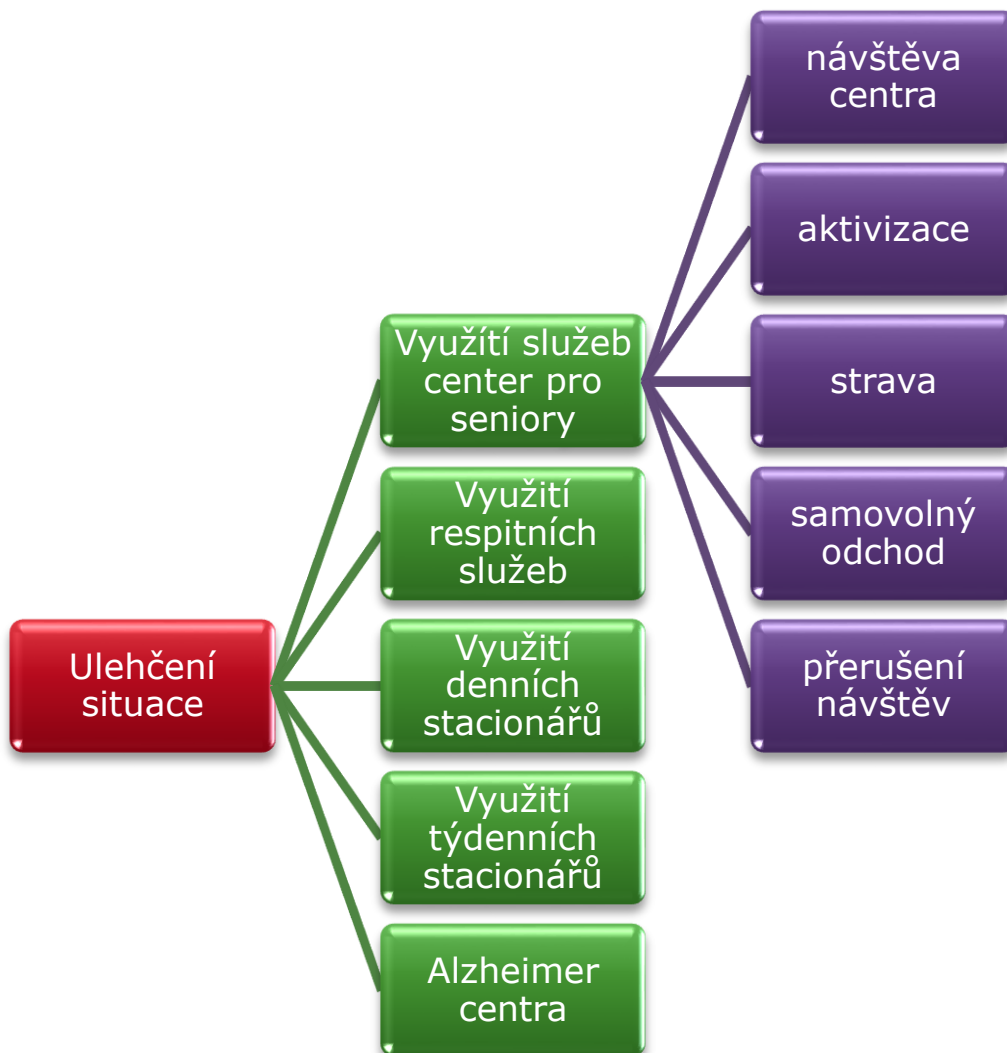 Ulehčení
situace
Využítí služeb
center pro
seniory
návštěva
centra
aktivizace
strava
samovolný
odchod
přerušení
návštěv
Využití
respitních
služeb
Využití
denních
stacionářů
Využití
týdenních
stacionářů
Alzheimer
centra